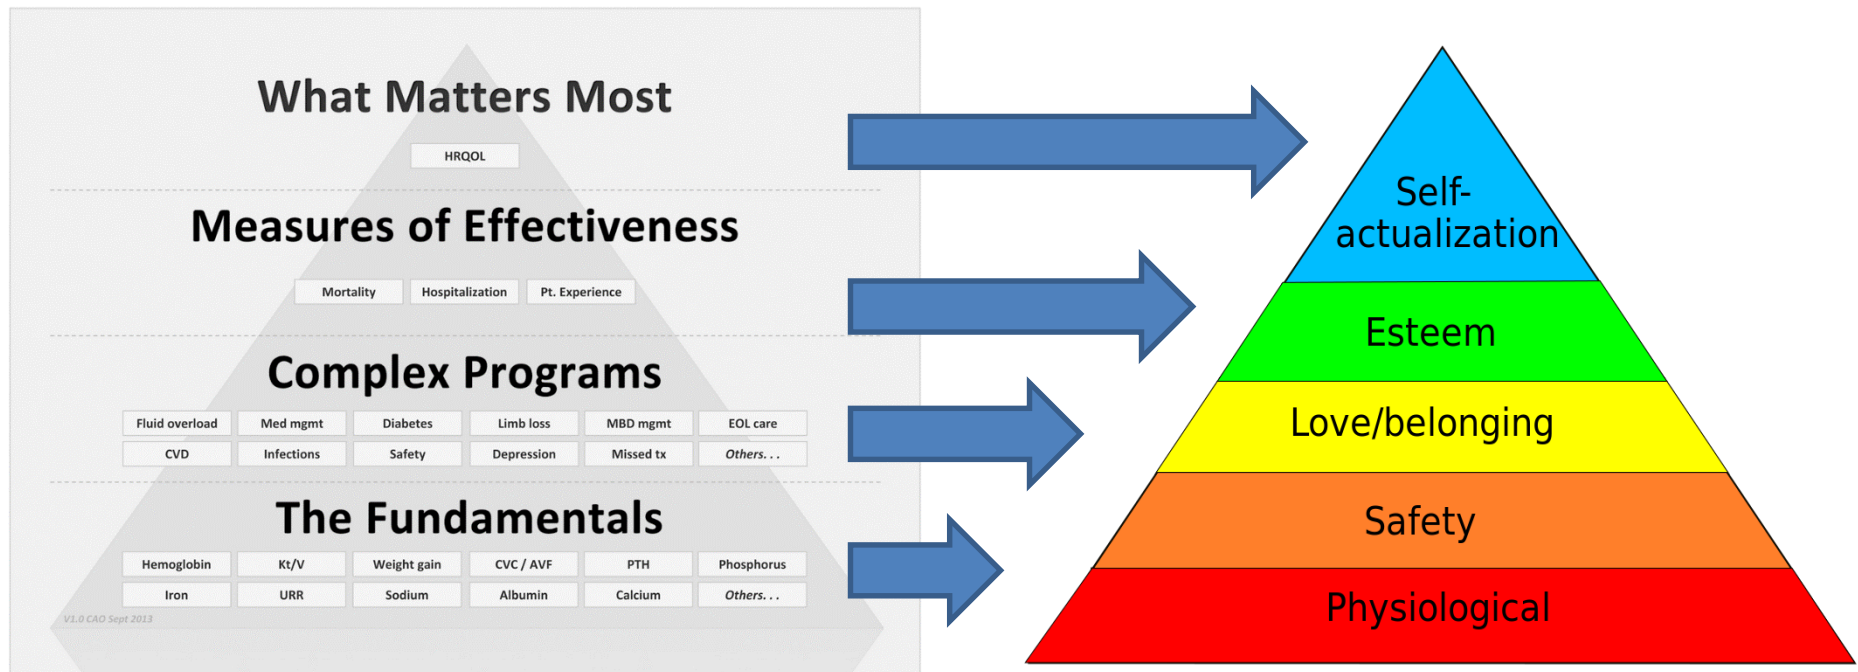 What Matters Most
HRQOL
Measures of Effectiveness
Mortality Hospitalization Pt. Experience
Complex Programs
Fluid overload Med mgmt Diabetes Limb loss MBD mgmt EOL care
CVD Infections Safety Depression Missed tx Others. . .
The Fundamentals
Hemoglobin Kt/V Weight gain CVC / AVF PTH Phosphorus
Iron URR Sodium Albumin Calcium Others. . .
V1.0 CAO Sept 2013
Self-
actualization
Esteem
Love/belonging
Safety
Physiological